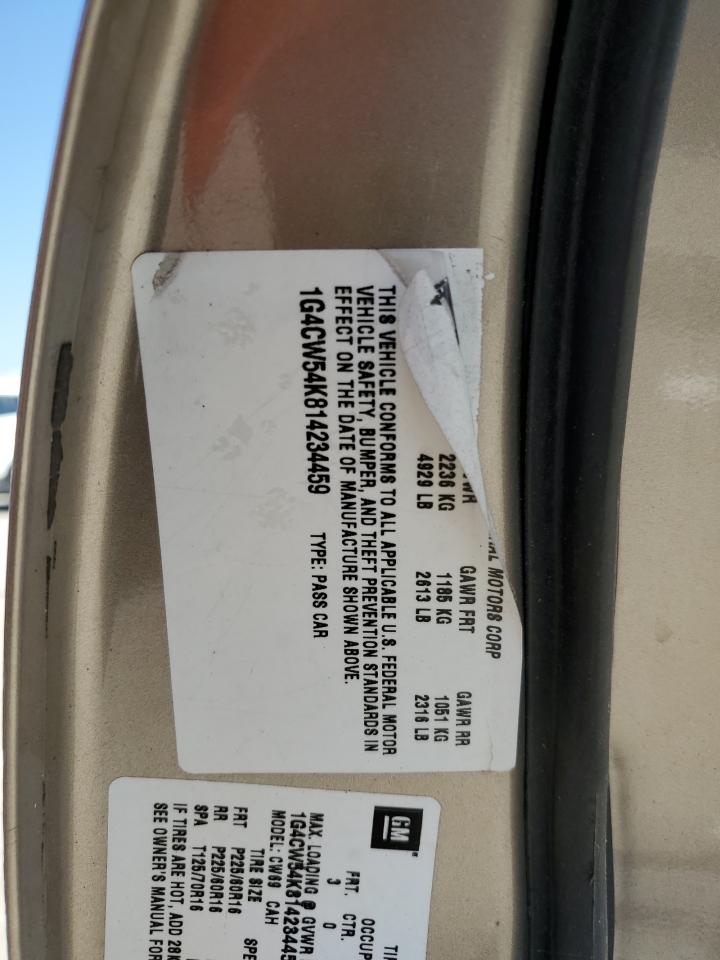 AL MOTORS CORP
WR GAWR FRT GAWR RR
2236 KG 1185 KG 1051 KG
4929 LB 2613 LB 2316 LB
THIS VEHICLE CONFORMS TO ALL APPLICABLE U.S. FEDERAL MOTOR
VEHICLE SAFETY, BUMPER, AND THEFT PREVENTION STANDARDS IN
EFFECT ON THE DATE OF MANUFACTURE SHOWN ABOVE.
1G4CW54K814234459 TYPE: PASS CAR
GM
TI
OCCUP
FRT. CTR.
3 0
MAX. LOADING @ GVWR
1G4CW54K81423445
MODEL: CW69 CAH
TIRE SIZE SPE
FRT P225/60R16
RR P225/60R16
SPA T125/70R16
IF TIRES ARE HOT, ADD 28K
SEE OWNER'S MANUAL FOR